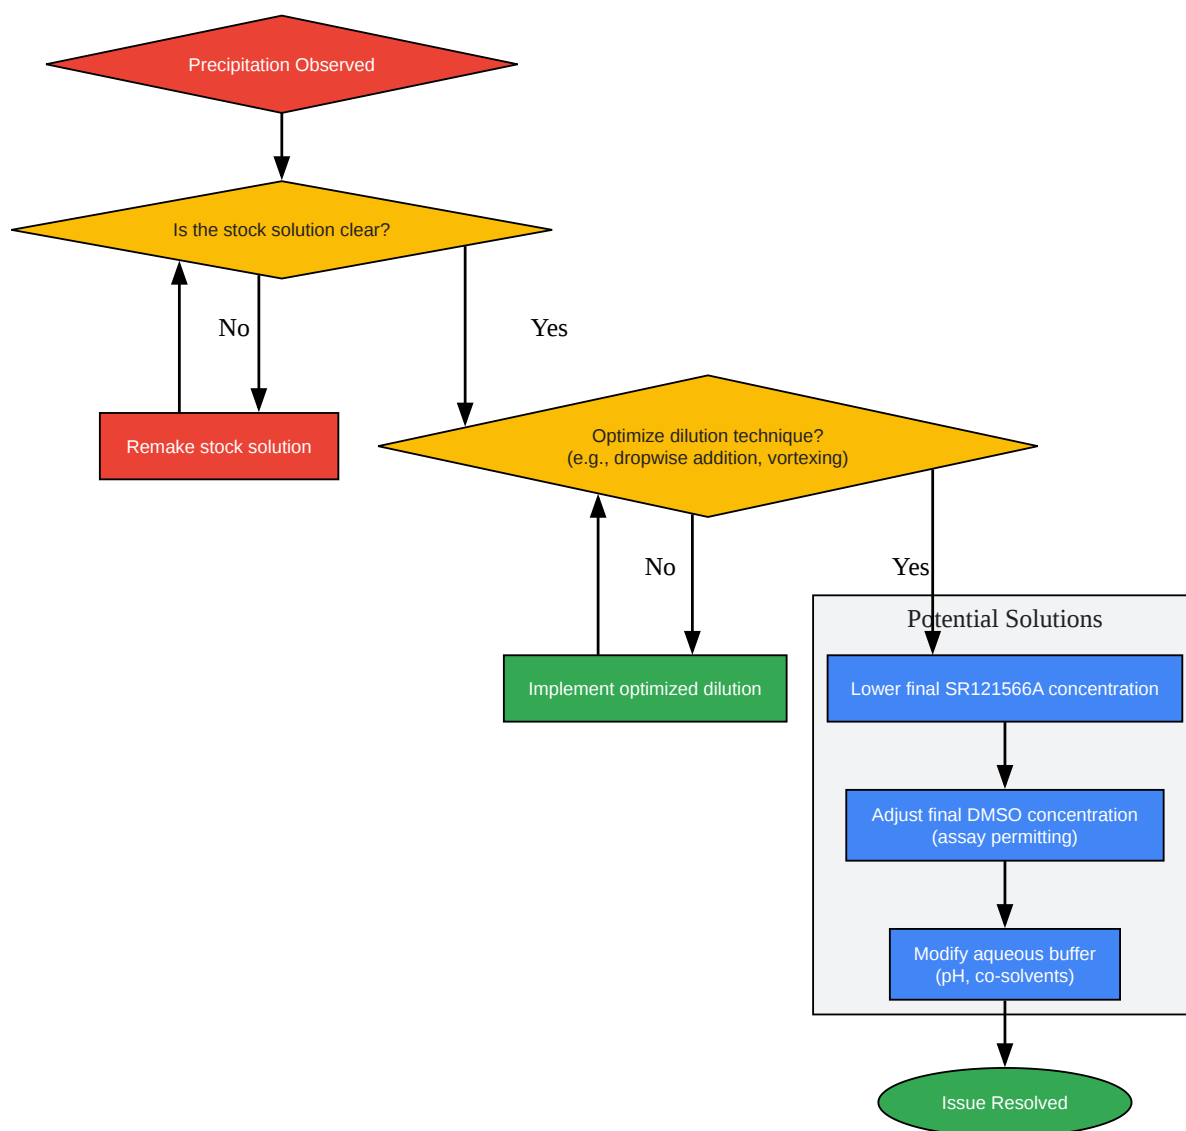 Precipitation Observed
Is the stock solution clear?
No
Yes
Remake stock solution
Optimize dilution technique?
(e.g., dropwise addition, vortexing)
No
Yes
Potential Solutions
Implement optimized dilution
Lower final SR121566A concentration
Adjust final DMSO concentration
(assay permitting)
Modify aqueous buffer
(pH, co-solvents)
Issue Resolved